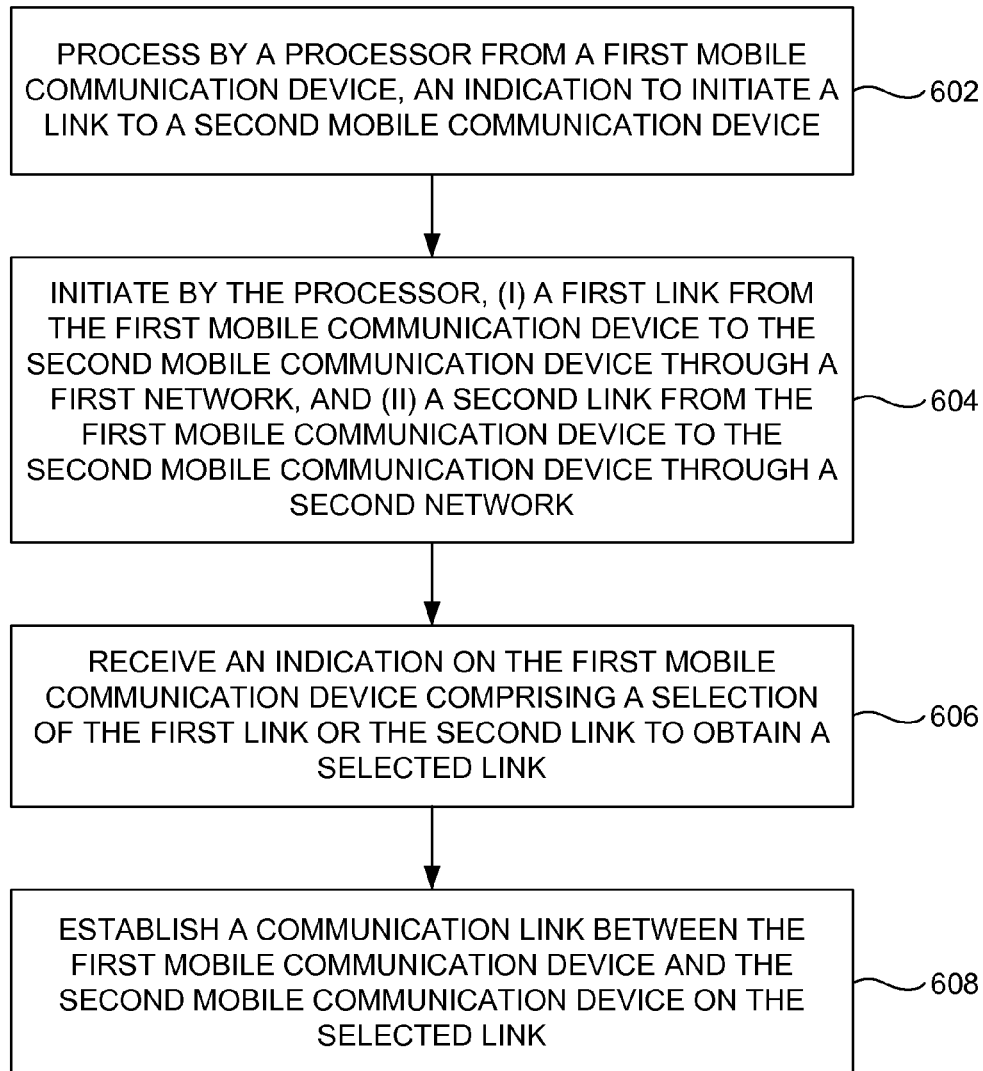 PROCESS BY A PROCESSOR FROM A FIRST MOBILE
COMMUNICATION DEVICE, AN INDICATION TO INITIATE A
LINK TO A SECOND MOBILE COMMUNICATION DEVICE
602
INITIATE BY THE PROCESSOR, (I) A FIRST LINK FROM
THE FIRST MOBILE COMMUNICATION DEVICE TO THE
SECOND MOBILE COMMUNICATION DEVICE THROUGH A
FIRST NETWORK, AND (II) A SECOND LINK FROM THE
FIRST MOBILE COMMUNICATION DEVICE TO THE
SECOND MOBILE COMMUNICATION DEVICE THROUGH A
SECOND NETWORK
604
RECEIVE AN INDICATION ON THE FIRST MOBILE
COMMUNICATION DEVICE COMPRISING A SELECTION
OF THE FIRST LINK OR THE SECOND LINK TO OBTAIN A
SELECTED LINK
606
ESTABLISH A COMMUNICATION LINK BETWEEN THE
FIRST MOBILE COMMUNICATION DEVICE AND THE
SECOND MOBILE COMMUNICATION DEVICE ON THE
SELECTED LINK
608